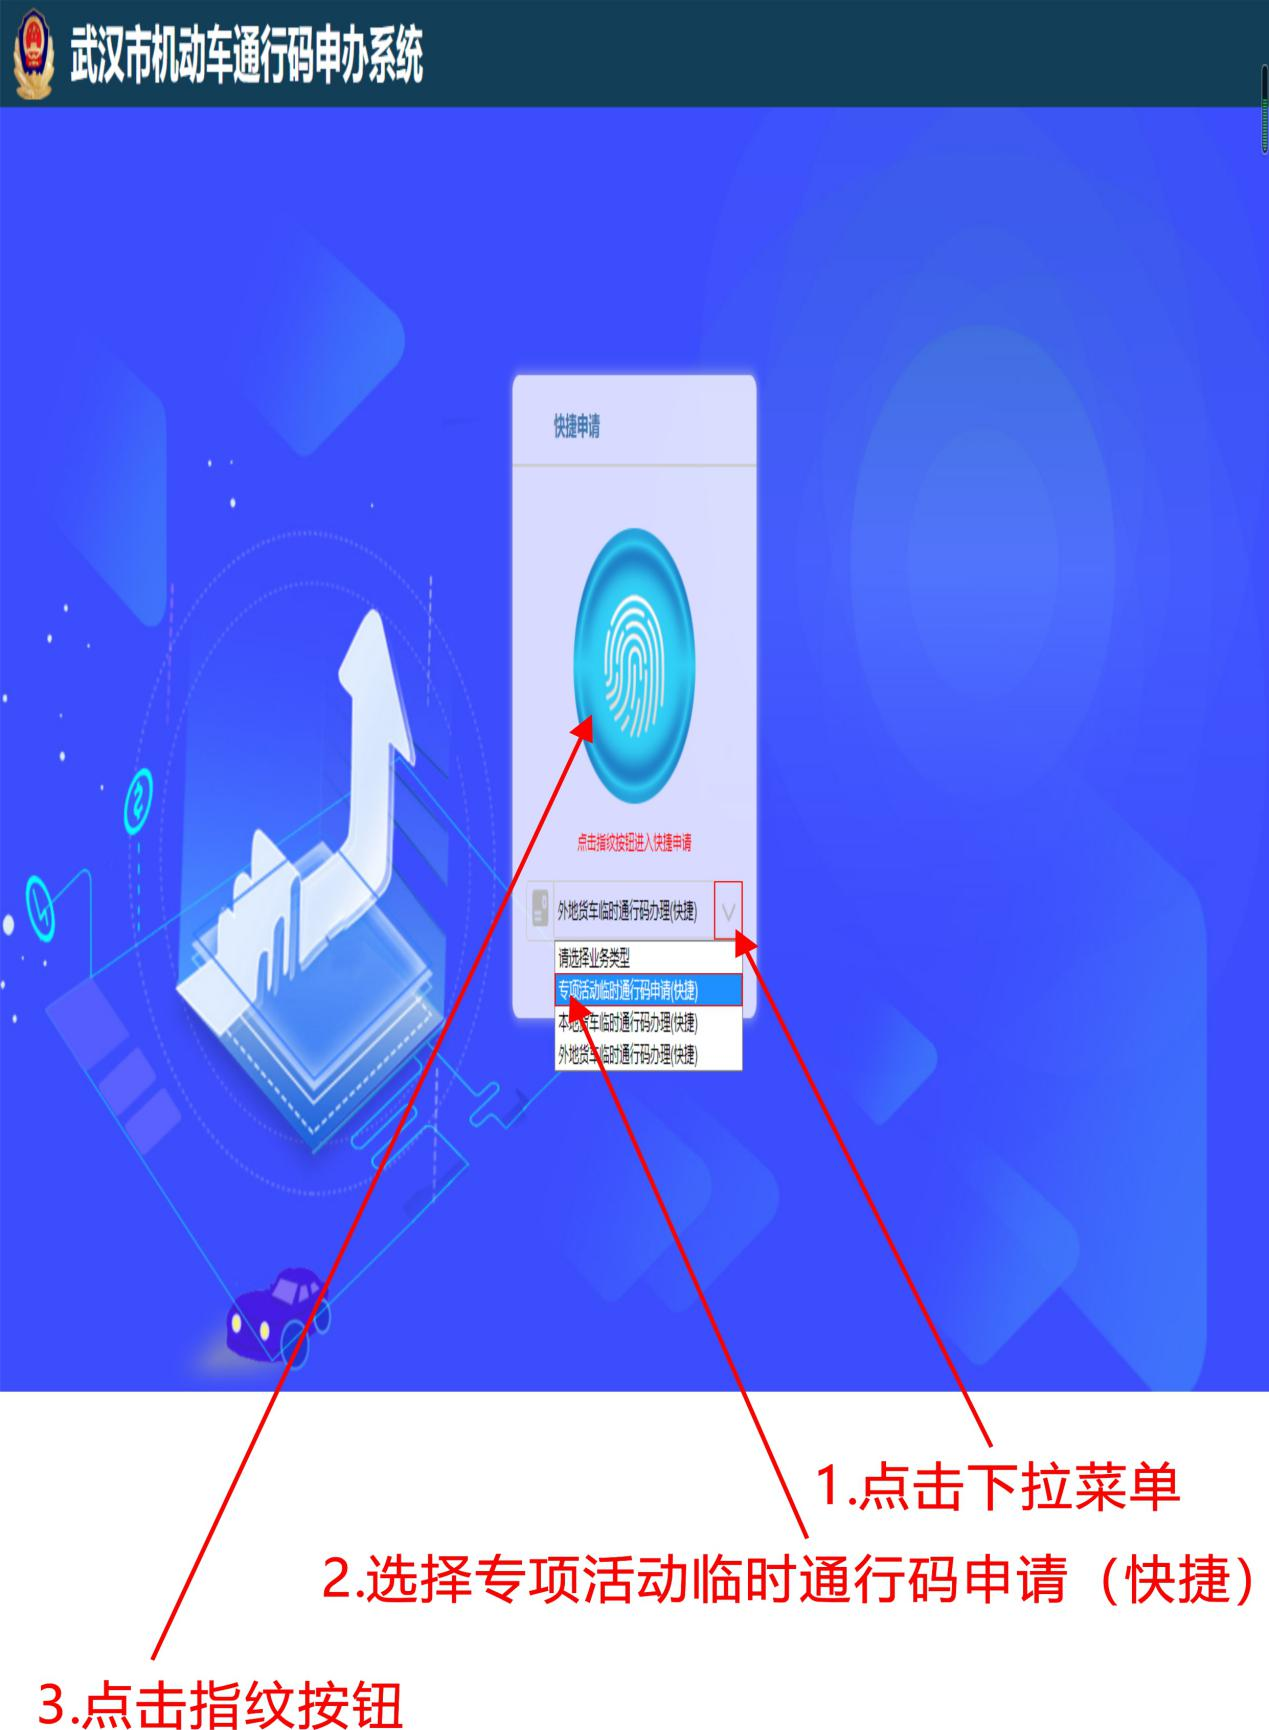 武汉市机动车通行码申办系统
快捷申请
点击指纹按钮进入快捷申请
外地货车临时通行码办理(快捷)
请选择业务类型
专项活动临时通行码申请(快捷)
本地货车临时通行码办理(快捷)
外地货车临时通行码办理(快捷)
1.点击下拉菜单
2.选择专项活动临时通行码申请（快捷）
3.点击指纹按钮